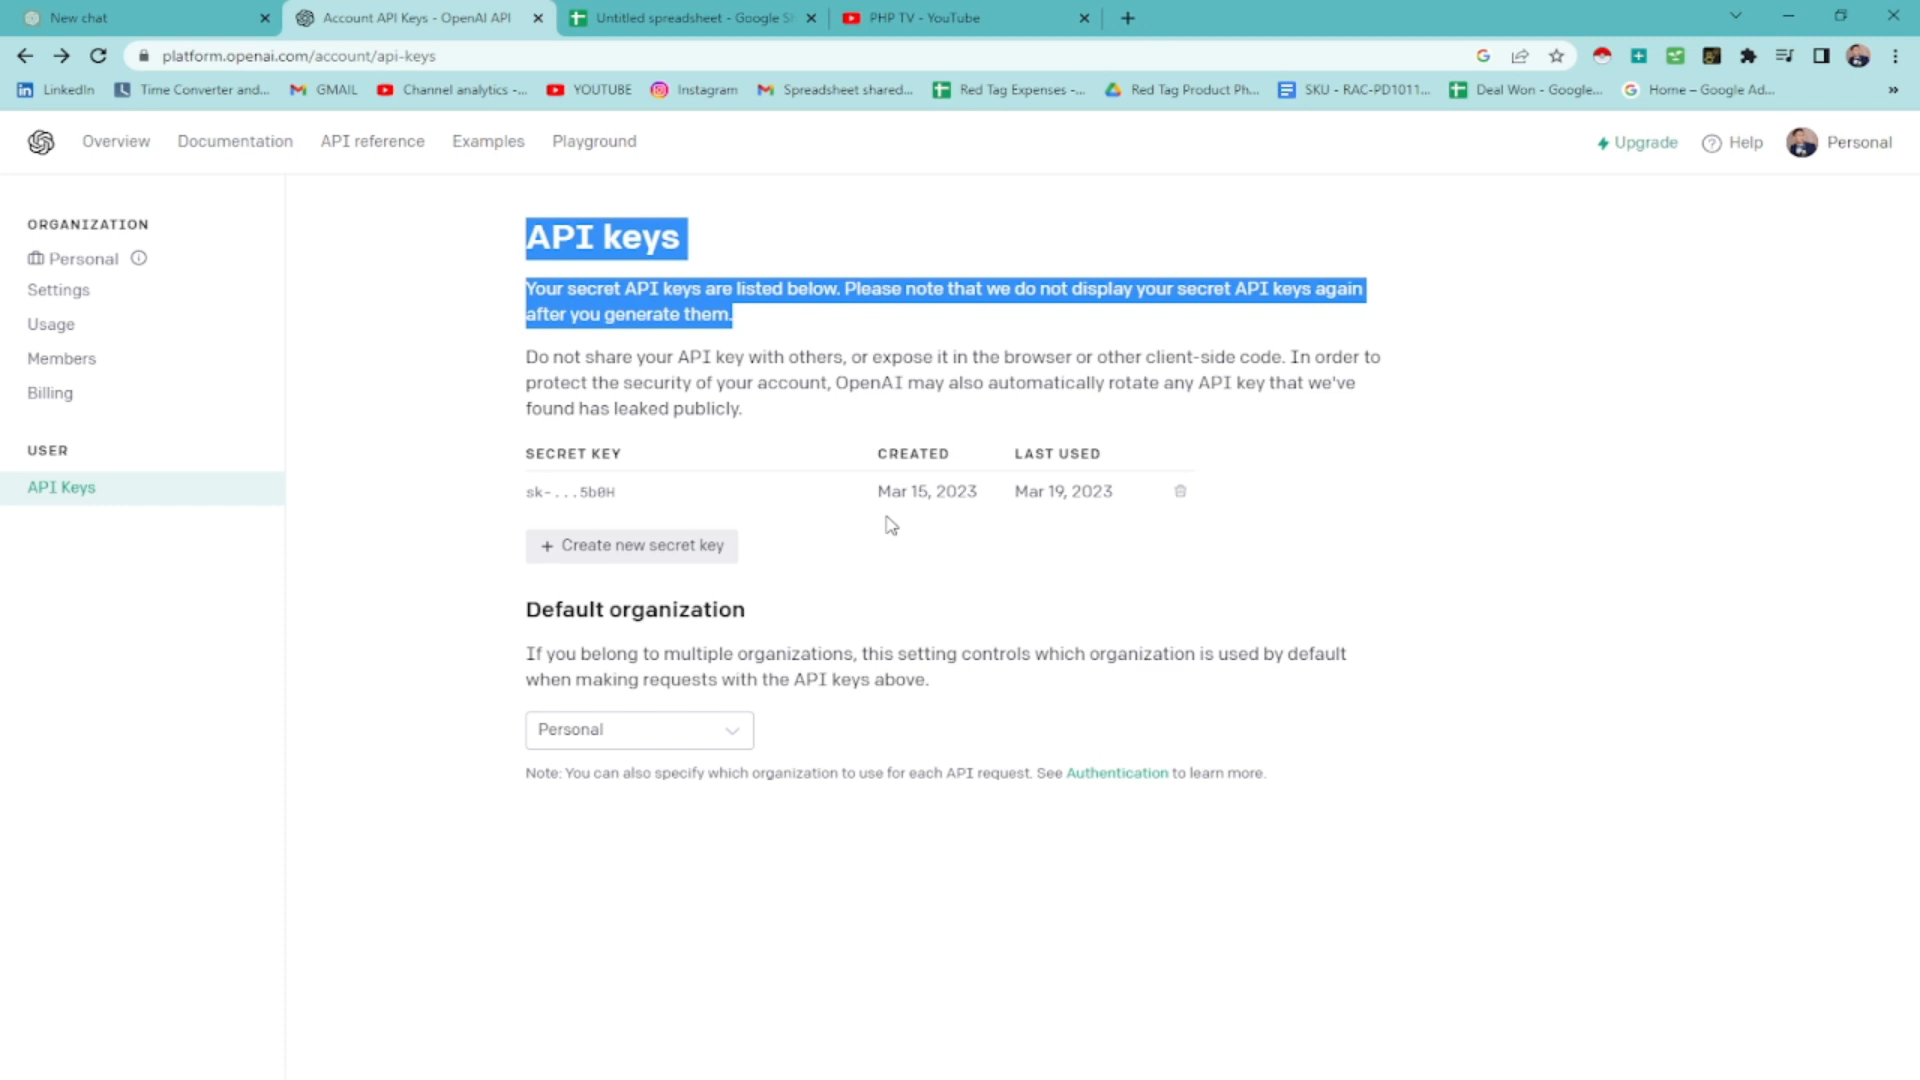 New chat
Account API Keys - OpenAI API
Untitled spreadsheet - Google S
PHP TV - YouTube
platform.openai.com/account/api-keys
LinkedIn
Time Converter and...
GMAIL
Channel analytics -...
YOUTUBE
Instagram
Spreadsheet shared...
Red Tag Expenses -...
Red Tag Product Ph...
SKU - RAC-PD1011...
Deal Won - Google...
Home – Google Ad...
Overview
Documentation
API reference
Examples
Playground
Upgrade
Help
Personal
ORGANIZATION
Personal
Settings
Usage
Members
Billing
USER
API Keys
API keys
Your secret API keys are listed below. Please note that we do not display your secret API keys again
after you generate them.
Do not share your API key with others, or expose it in the browser or other client-side code. In order to
protect the security of your account, OpenAI may also automatically rotate any API key that we've
found has leaked publicly.
SECRET KEY CREATED LAST USED
sk-...5b0H Mar 15, 2023 Mar 19, 2023
+ Create new secret key
Default organization
If you belong to multiple organizations, this setting controls which organization is used by default
when making requests with the API keys above.
Personal
Note: You can also specify which organization to use for each API request. See Authentication to learn more.